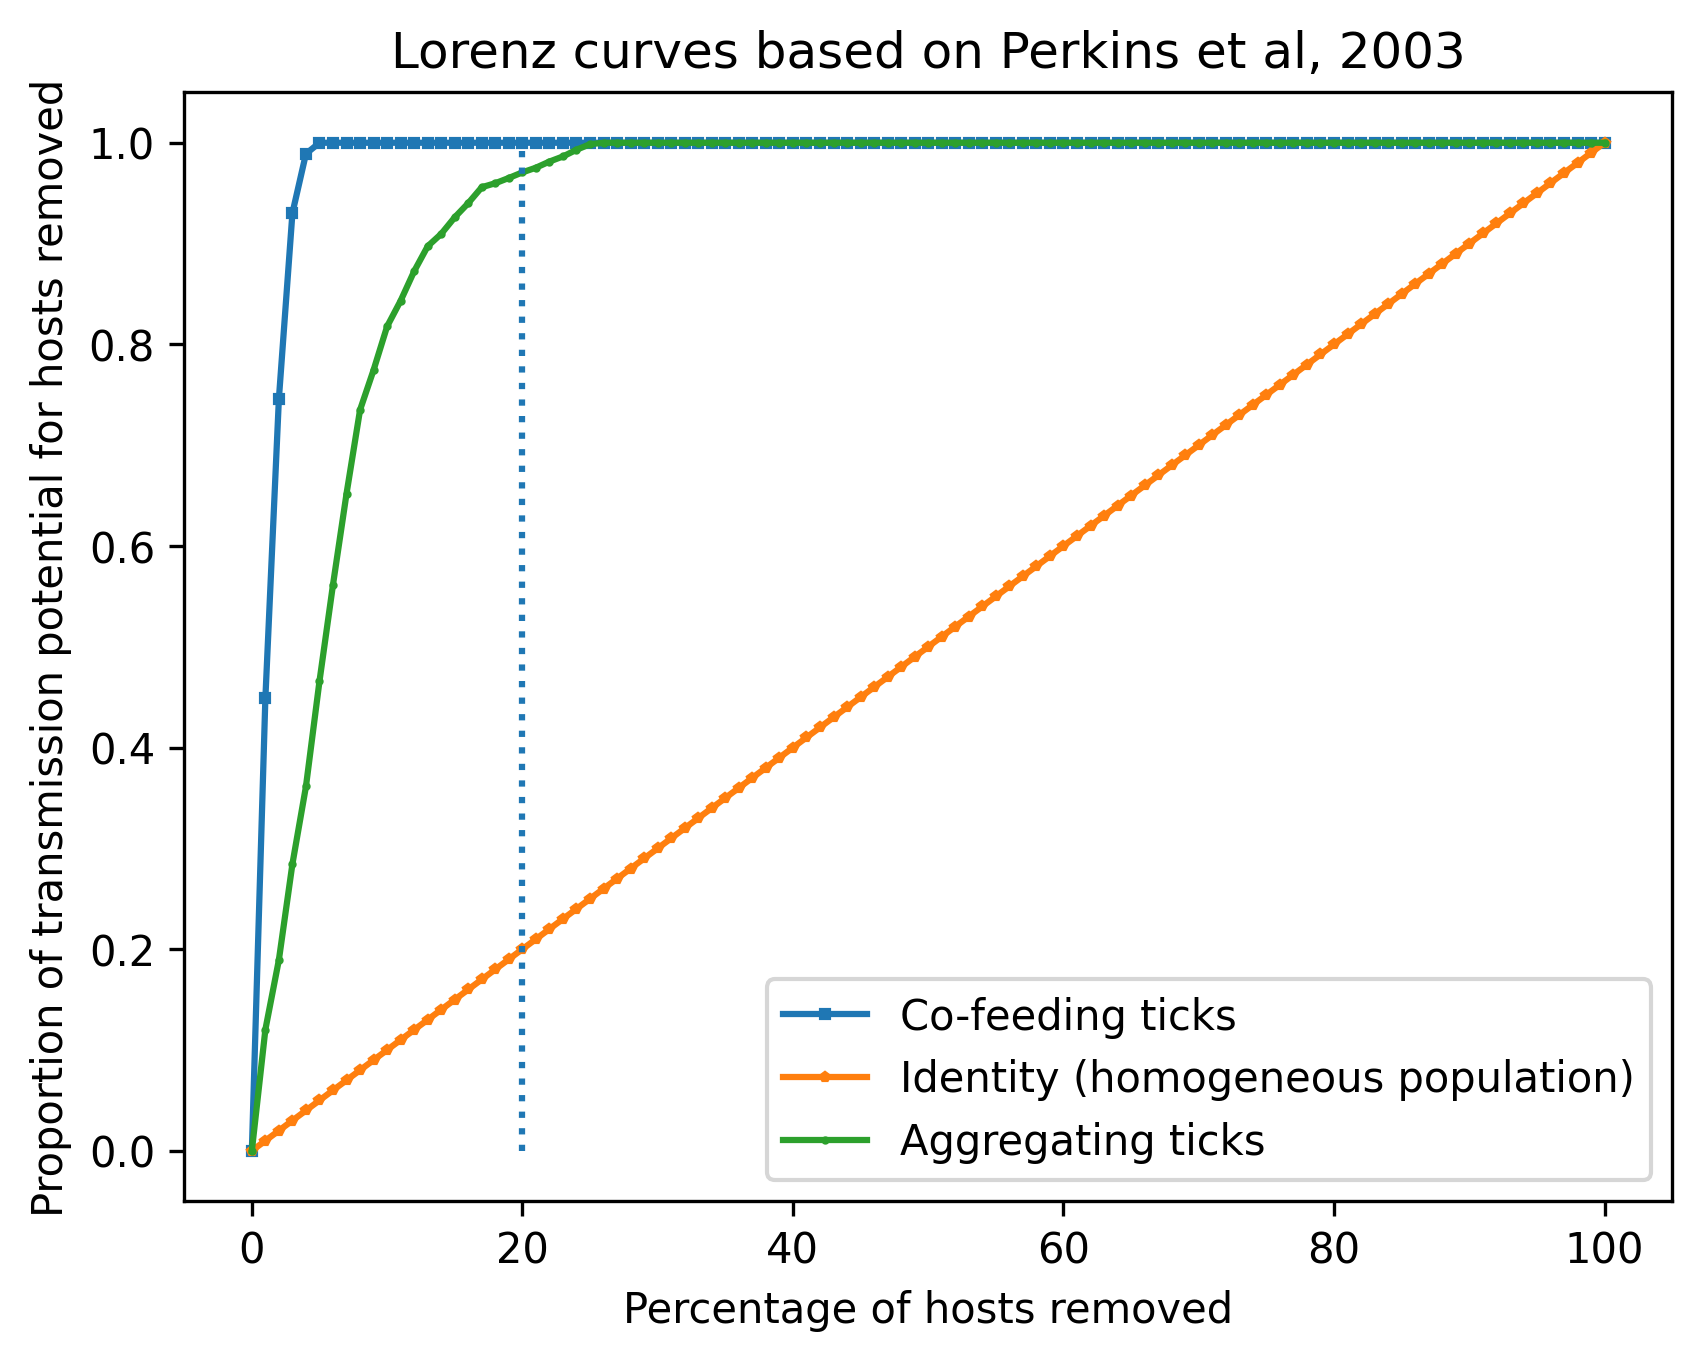 Lorenz curves based on Perkins et al, 2003
Proportion of transmission potential for hosts removed
1.0
0.8
0.6
0.4
0.2
0.0
Co-feeding ticks
Identity (homogeneous population)
Aggregating ticks
0 20 40 60 80 100
Percentage of hosts removed